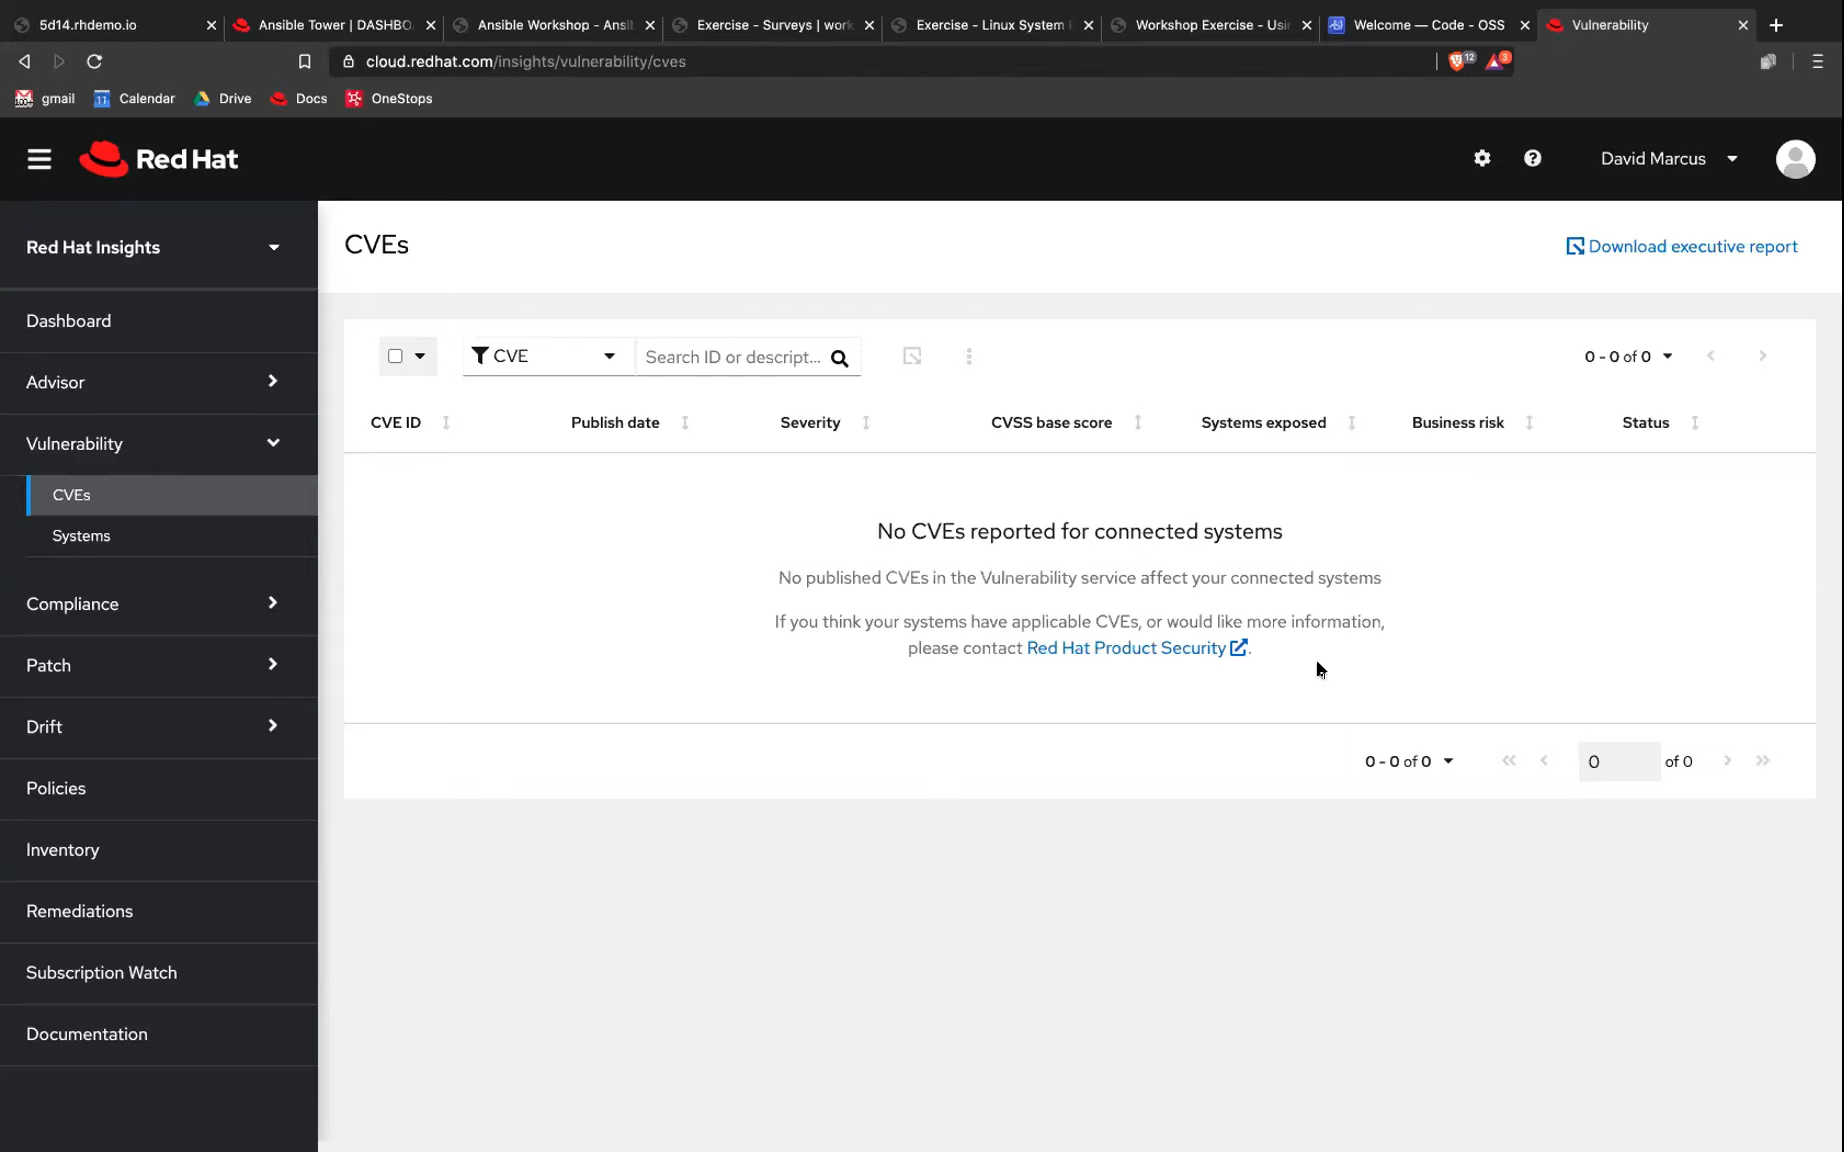 5d14.rhdemo.io
Ansible Tower | DASHBO
Ansible Workshop - Ansi
Exercise - Surveys | work
Exercise - Linux System
Workshop Exercise - Usi
Welcome — Code - OSS
Vulnerability
cloud.redhat.com/insights/vulnerability/cves
12
3
gmail
Calendar
Drive
Docs
OneStops
Red Hat
David Marcus
Red Hat Insights
Dashboard
Advisor
Vulnerability
CVEs
Systems
Compliance
Patch
Drift
Policies
Inventory
Remediations
Subscription Watch
Documentation
CVEs
Download executive report
CVE
Search ID or descript...
0 - 0 of 0
CVE ID
Publish date
Severity
CVSS base score
Systems exposed
Business risk
Status
No CVEs reported for connected systems
No published CVEs in the Vulnerability service affect your connected systems
If you think your systems have applicable CVEs, or would like more information,
please contact Red Hat Product Security.
0 - 0 of 0
0
of 0